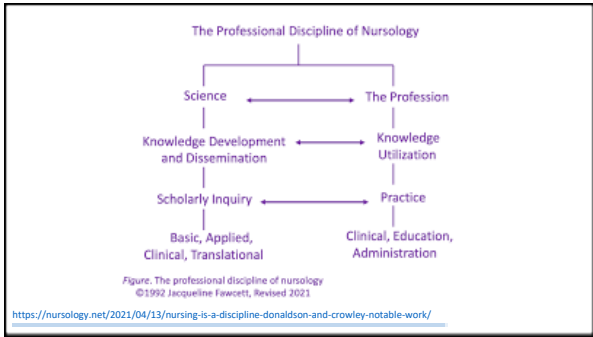 The Professional Discipline of Nursology
Science
The Profession
Knowledge Development
and Dissemination
Knowledge
Utilization
Scholarly Inquiry
Practice
Basic, Applied,
Clinical, Translational
Clinical, Education,
Administration
Figure. The professional discipline of nursology
©1992 Jacqueline Fawcett, Revised 2021
https://nursology.net/2021/04/13/nursing-is-a-discipline-donaldson-and-crowley-notable-work/